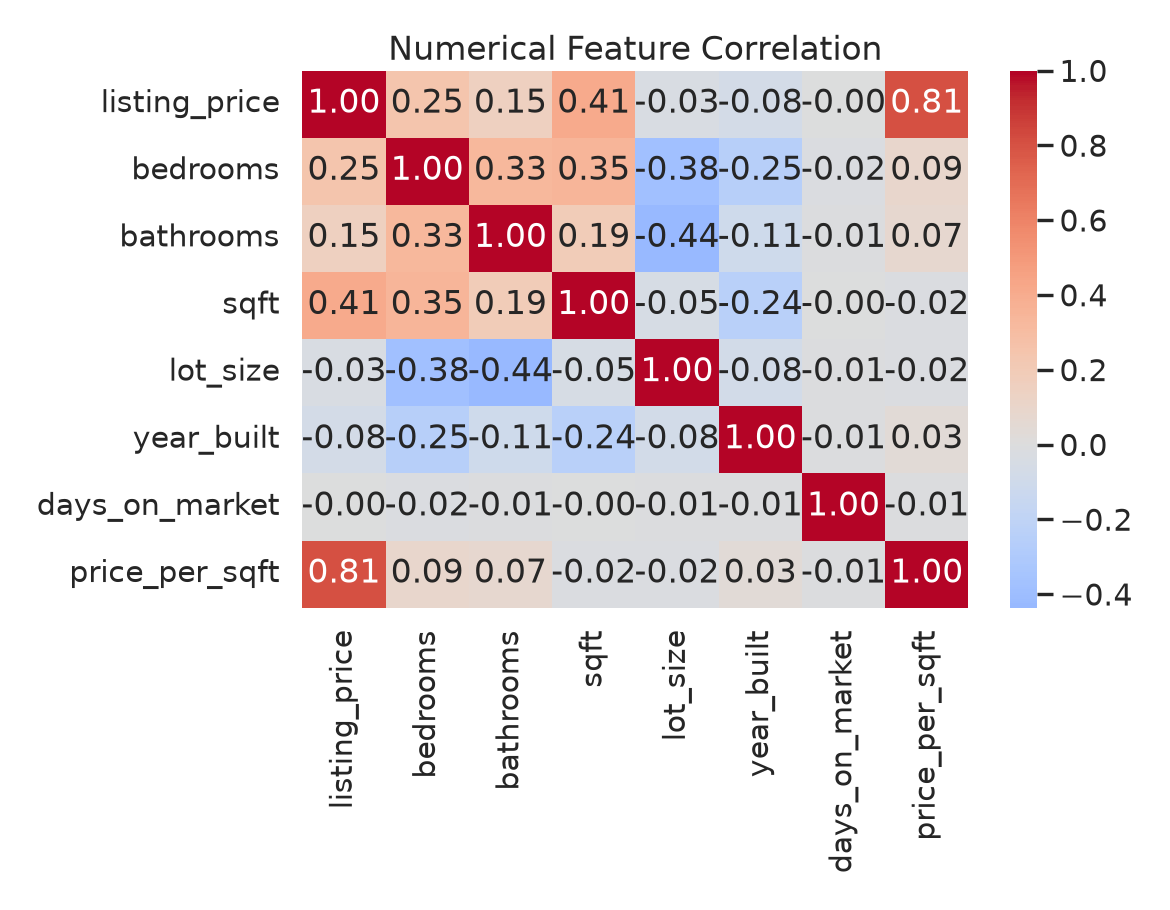 Numerical Feature Correlation
listing_price 1.00 0.25 0.15 0.41 -0.03 -0.08 -0.00 0.81
bedrooms 0.25 1.00 0.33 0.35 -0.38 -0.25 -0.02 0.09
bathrooms 0.15 0.33 1.00 0.19 -0.44 -0.11 -0.01 0.07
sqft 0.41 0.35 0.19 1.00 -0.05 -0.24 -0.00 -0.02
lot_size -0.03 -0.38 -0.44 -0.05 1.00 -0.08 -0.01 -0.02
year_built -0.08 -0.25 -0.11 -0.24 -0.08 1.00 -0.01 0.03
days_on_market -0.00 -0.02 -0.01 -0.00 -0.01 -0.01 1.00 -0.01
price_per_sqft 0.81 0.09 0.07 -0.02 -0.02 0.03 -0.01 1.00
listing_price
bedrooms
bathrooms
sqft
lot_size
year_built
days_on_market
price_per_sqft
1.0
0.8
0.6
0.4
0.2
0.0
−0.2
−0.4